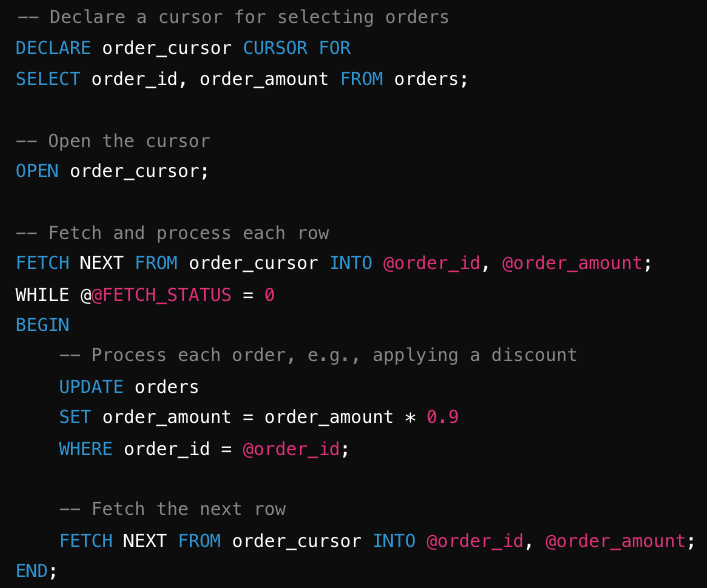 -- Declare a cursor for selecting orders
DECLARE order_cursor CURSOR FOR
SELECT order_id, order_amount FROM orders;
-- Open the cursor
OPEN order_cursor;
-- Fetch and process each row
FETCH NEXT FROM order_cursor INTO @order_id, @order_amount;
WHILE @@FETCH_STATUS = 0
BEGIN
    -- Process each order, e.g., applying a discount
    UPDATE orders
    SET order_amount = order_amount * 0.9
    WHERE order_id = @order_id;
    -- Fetch the next row
    FETCH NEXT FROM order_cursor INTO @order_id, @order_amount;
END;